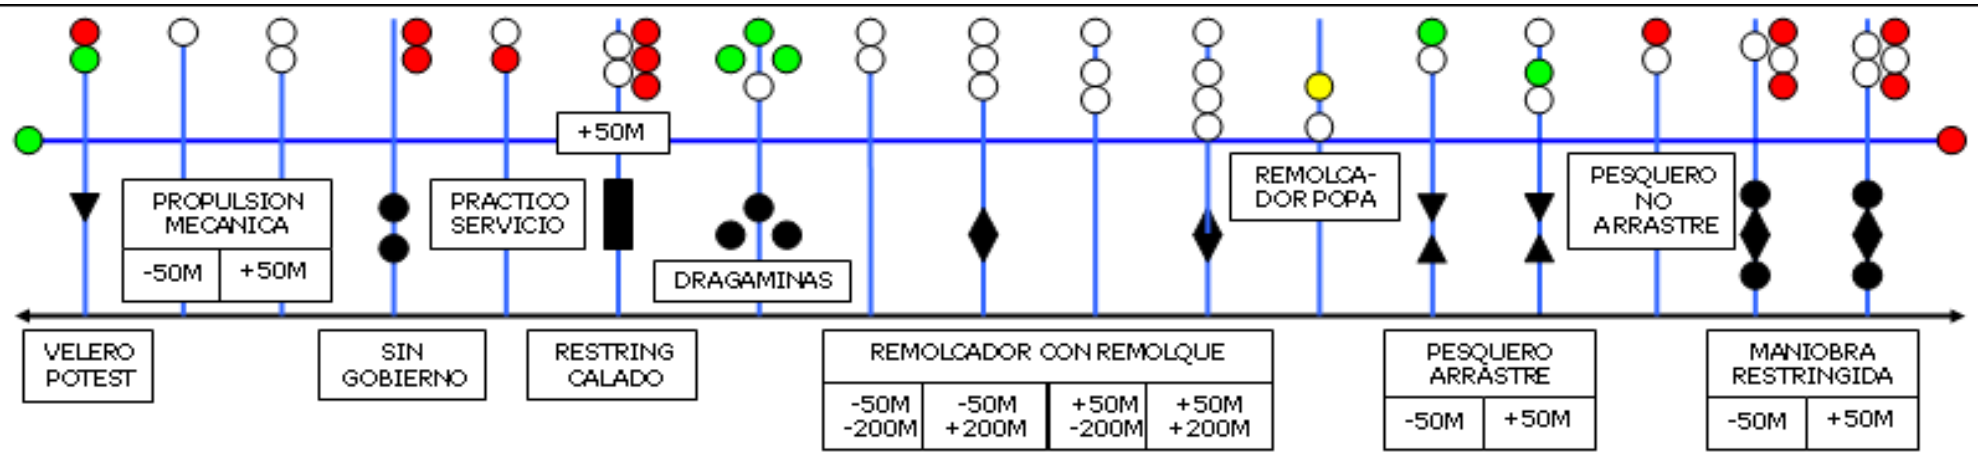 +50M
PROPULSION
MECANICA
-50M
+50M
PRACTICO
SERVICIO
DRAGAMINAS
REMOLCA-
DOR POPA
PESQUERO
NO
ARRASTRE
VELERO
POTEST
SIN
GOBIERNO
RESTRING
CALADO
REMOLCADOR CON REMOLQUE
-50M
-200M
-50M
+200M
+50M
-200M
+50M
+200M
PESQUERO
ARRASTRE
-50M
+50M
MANIOBRA
RESTRINGIDA
-50M
+50M